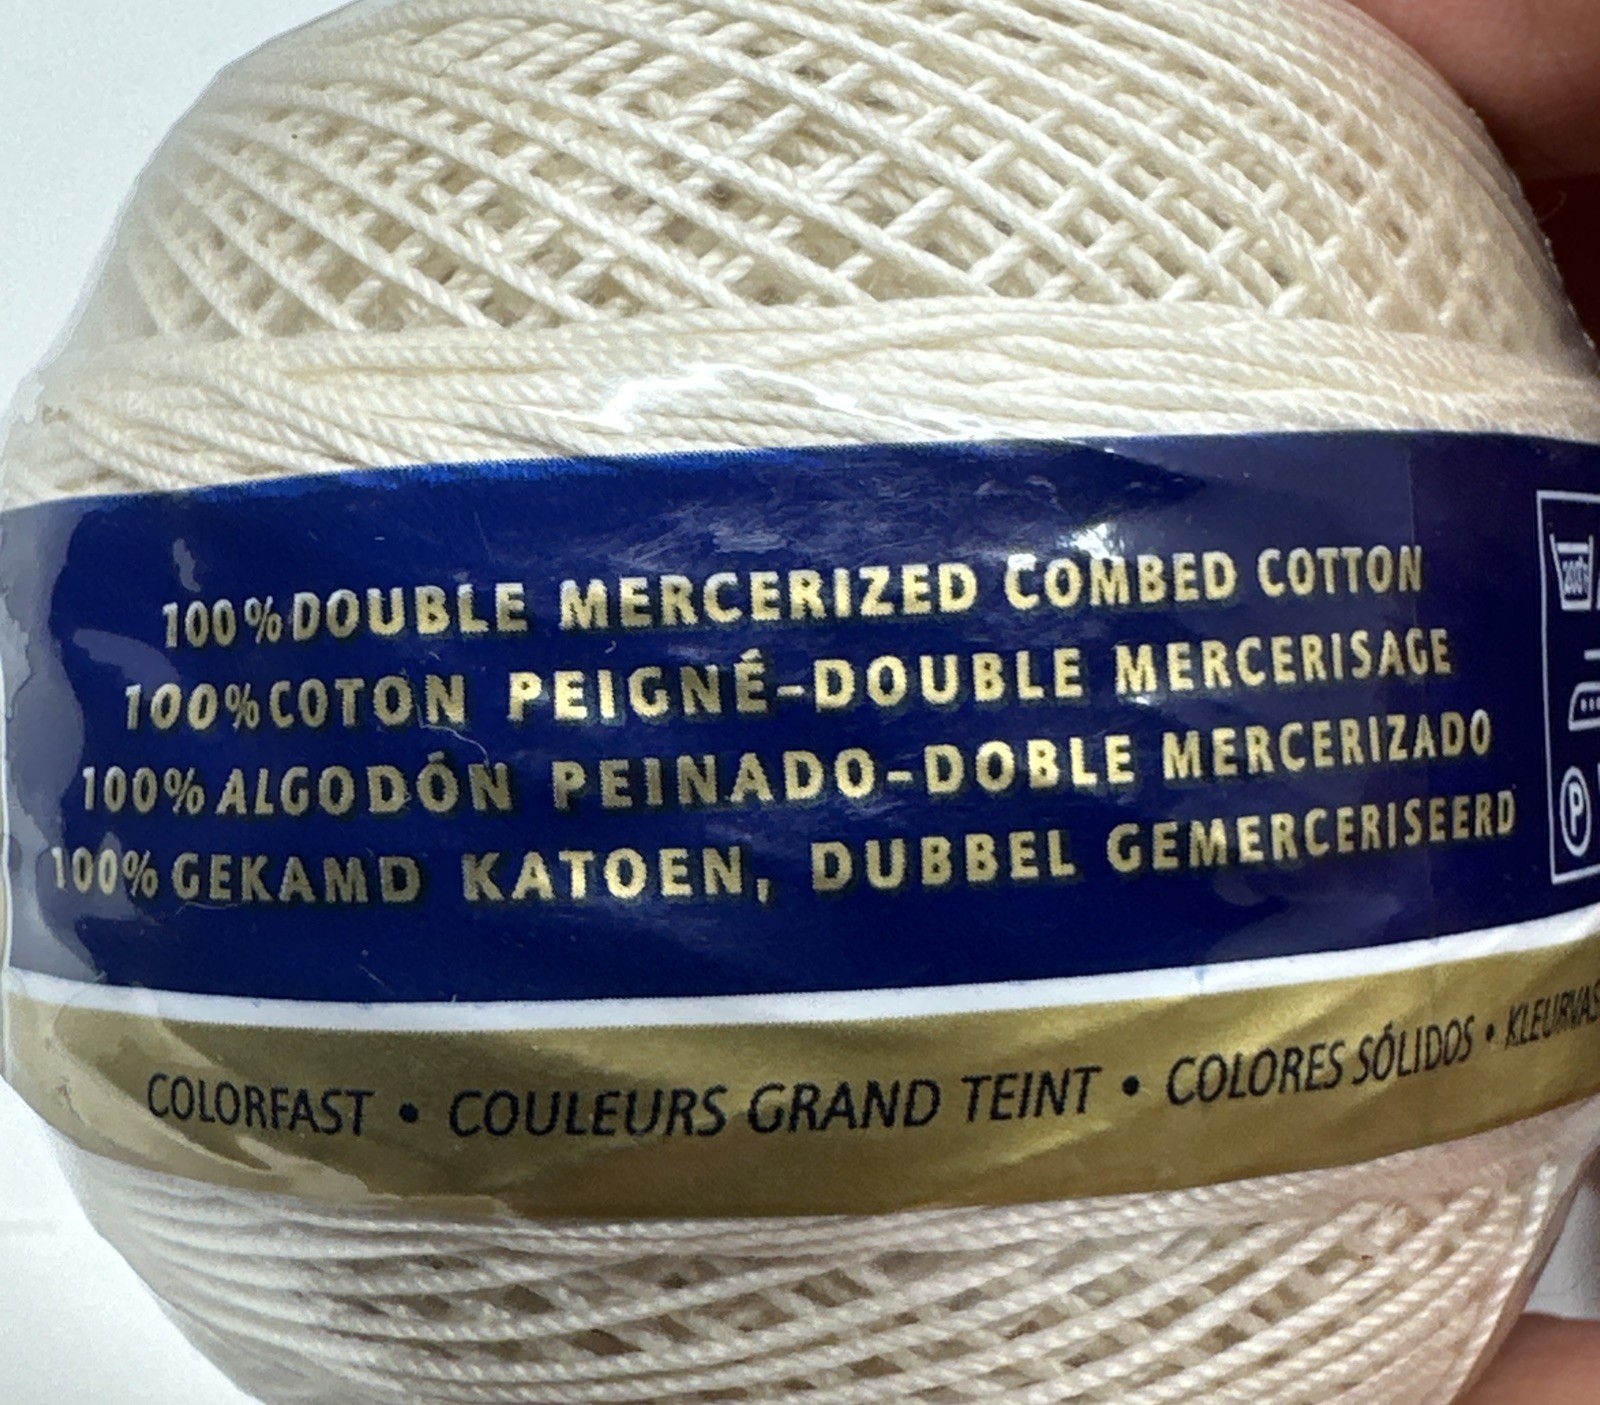 100% DOUBLE MERCERIZED COMBED COTTON
100% COTON PEIGNÉ-DOUBLE MERCERISAGE
100% ALGODÓN PEINADO-DOBLE MERCERIZADO
100% GEKAMD KATOEN, DUBBEL GEMERCERISEERD
P
COLORFAST • COULEURS GRAND TEINT • COLORES SÓLIDOS • KLEURVAS